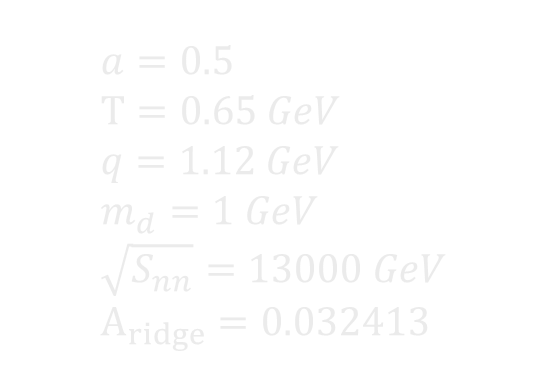 a = 0.5
T = 0.65 GeV
q = 1.12 GeV
m_d = 1 GeV
√S_nn = 13000 GeV
A_ridge = 0.032413